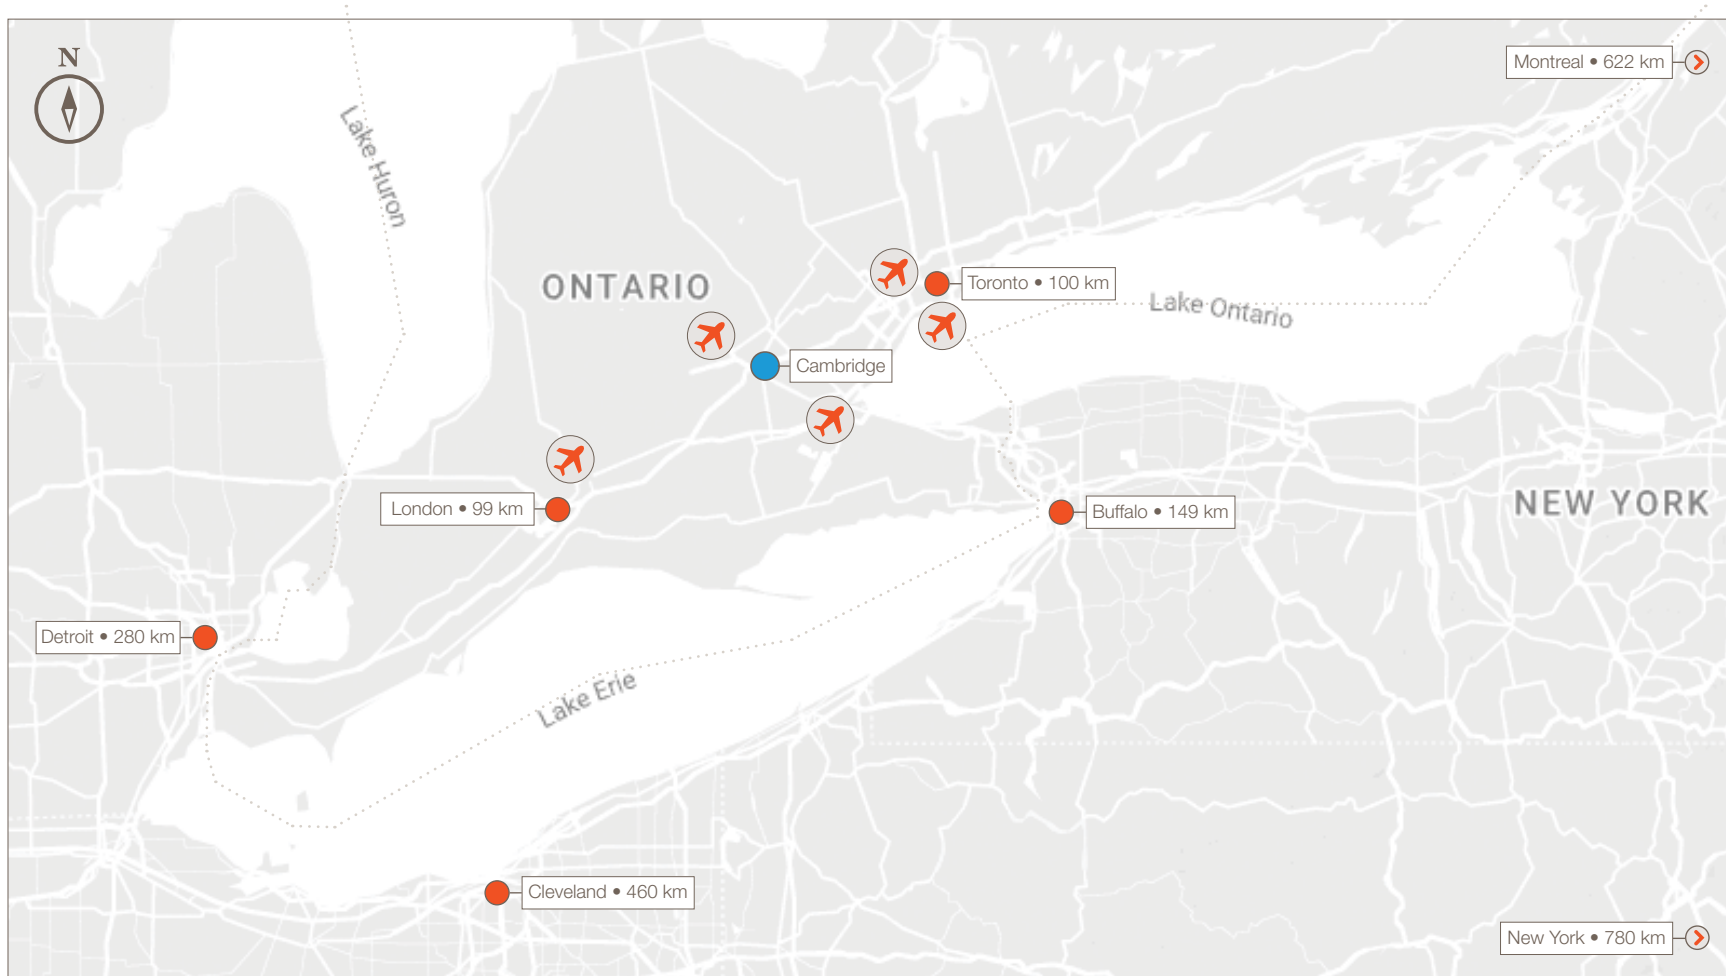 N
Montreal • 622 km
Lake Huron
ONTARIO
Toronto • 100 km
Lake Ontario
Cambridge
London • 99 km
Buffalo • 149 km
NEW YORK
Detroit • 280 km
Lake Erie
Cleveland • 460 km
New York • 780 km